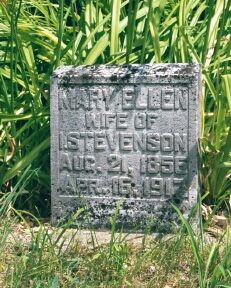 MARY ELLEN
WIFE OF
I. STEVENSON
AUG. 21, 1856
APR. 15,